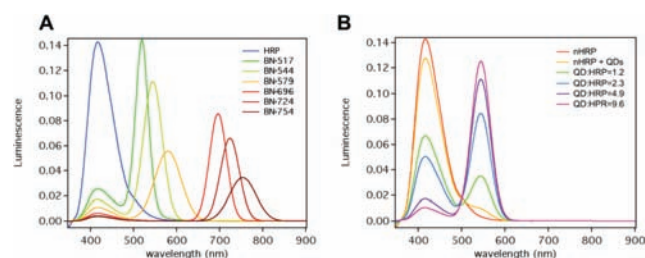 A
0.14
0.12
0.10
0.08
0.06
0.04
0.02
0.00
Luminescence
400 500 600 700 800 900
wavelength (nm)
HRP
BN-517
BN-544
BN-579
BN-696
BN-724
BN-754
B
0.14
0.12
0.10
0.08
0.06
0.04
0.02
0.00
Luminescence
400 500 600 700 800 900
wavelength (nm)
nHRP
nHRP + QDs
QD:HRP=1.2
QD:HRP=2.3
QD:HRP=4.9
QD:HPR=9.6